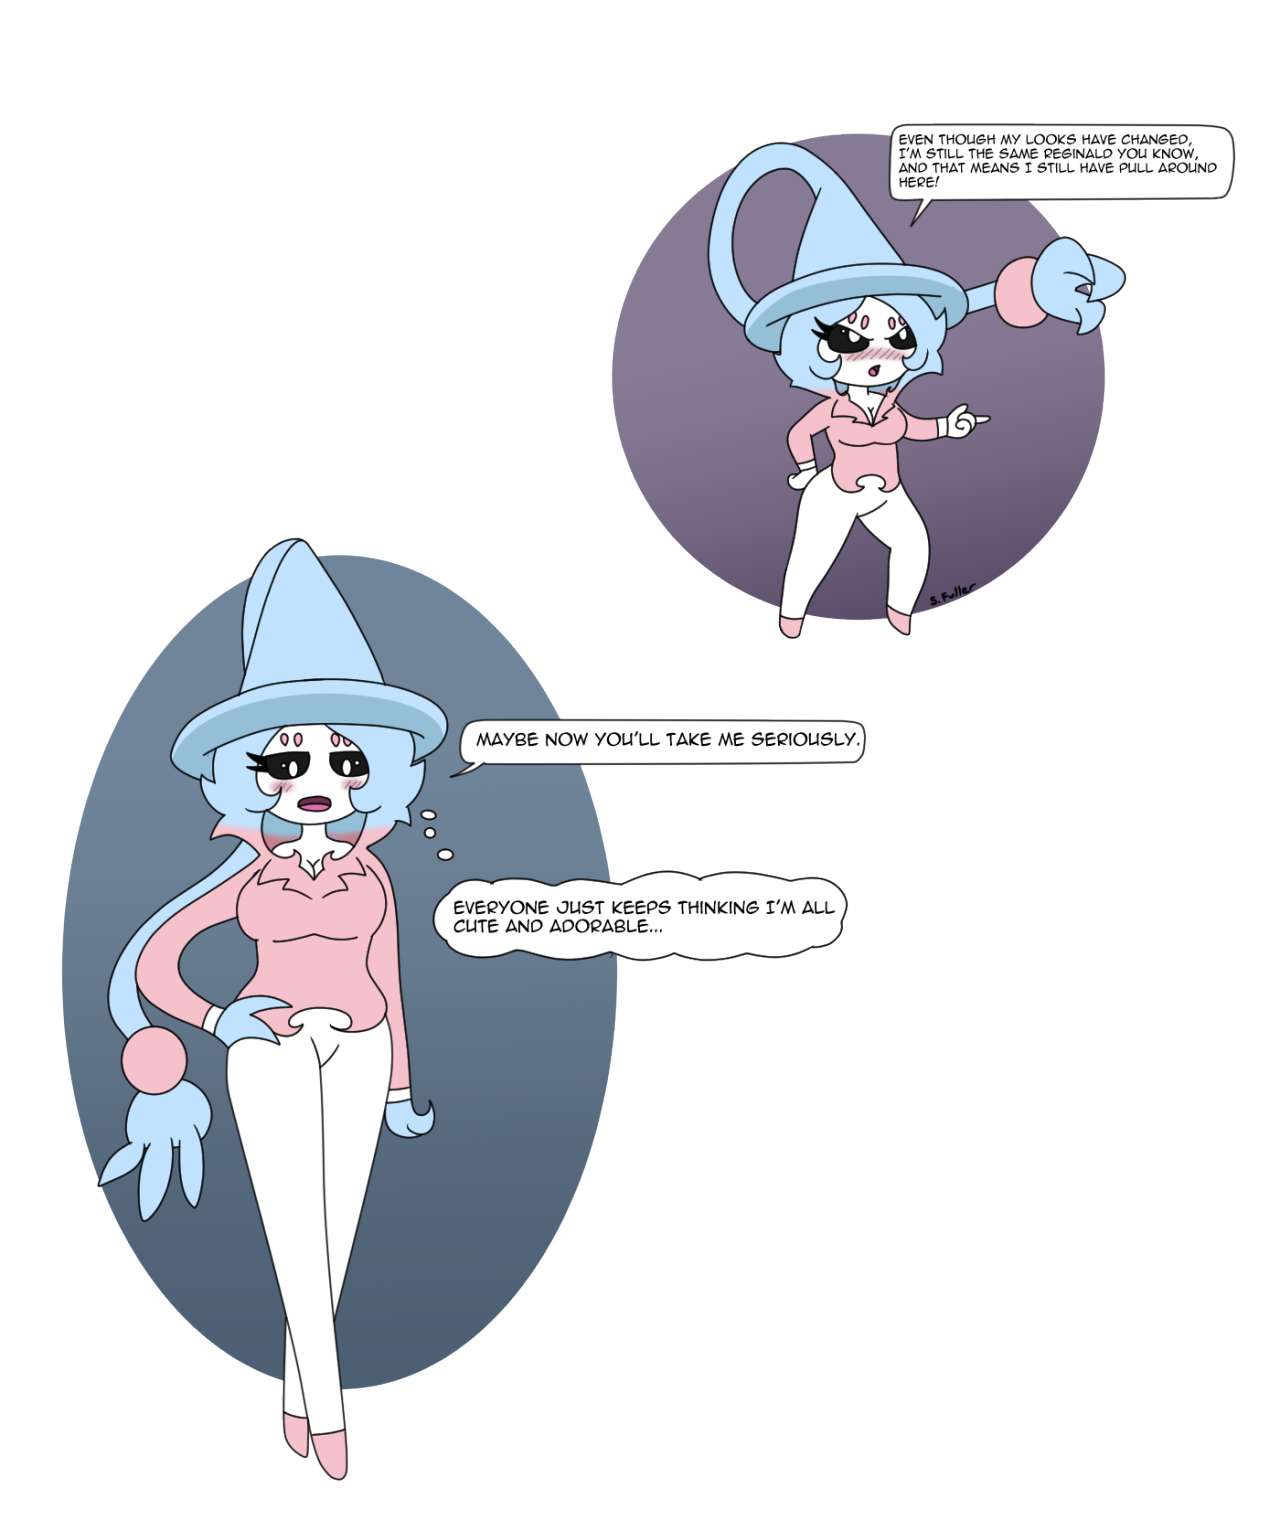 EVEN THOUGH MY LOOKS HAVE CHANGED,
I'M STILL THE SAME REGINALD YOU KNOW,
AND THAT MEANS I STILL HAVE PULL AROUND
HERE!
S. Fuller
MAYBE NOW YOU'LL TAKE ME SERIOUSLY.
EVERYONE JUST KEEPS THINKING I'M ALL
CUTE AND ADORABLE...